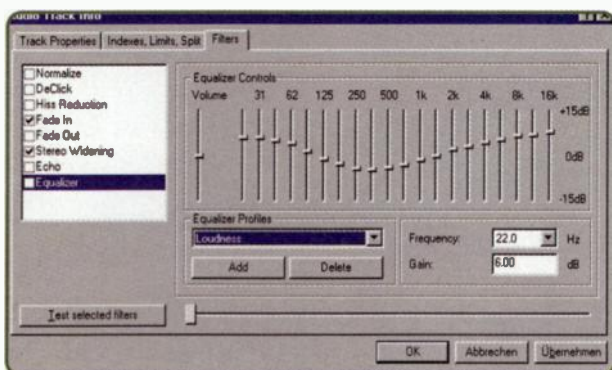 Audio Track Info
Track Properties
Indexes, Limits, Split
Filters
Normalize
DeClick
Hiss Reduction
Fade In
Fade Out
Stereo Widening
Echo
Equalizer
Equalizer Controls
Volume 31 62 125 250 500 1k 2k 4k 8k 16k
+15dB
0dB
-15dB
Equalizer Profiles
Loudness
Add
Delete
Frequency: 22.0 Hz
Gain: 6.00 dB
Test selected filters
OK
Abbrechen
Übernehmen